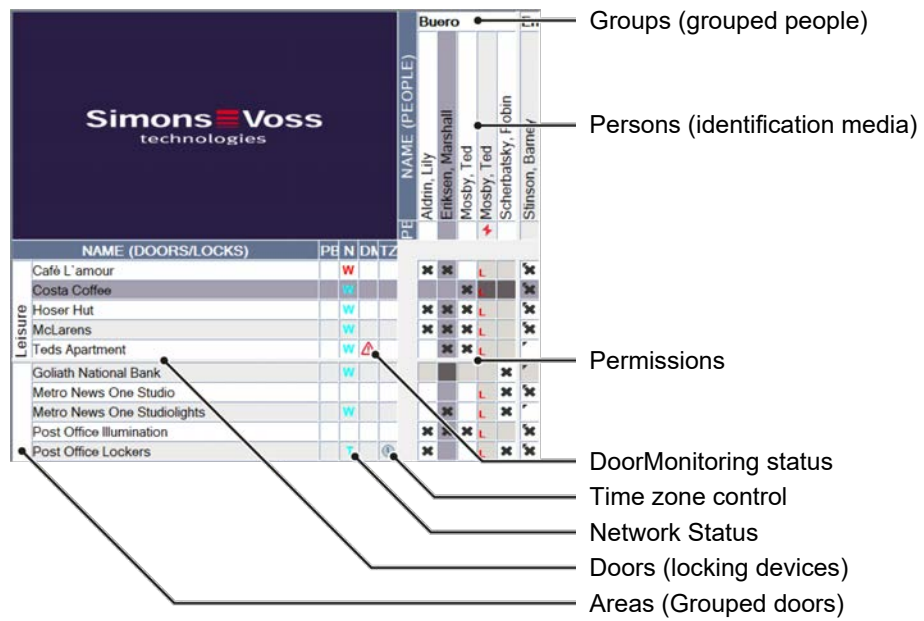 Buero
Groups (grouped people)
NAME (PEOPLE)
Simons Voss
technologies
Persons (identification media)
Aldrin, Lily
Eriksen, Marshall
Mosby, Ted
Mosby, Ted
Scherbatsky, Robin
Stinson, Barney
PE
NAME (DOORS/LOCKS) PE N DM TZ
Leisure
Café L'amour W X X L X
Costa Coffee W X L X
Hoser Hut W X X X L X
McLarens W X X X L X
Teds Apartment W X X L
Permissions
Goliath National Bank W X
Metro News One Studio L X X
Metro News One Studiolights W X L X
Post Office Illumination X X X L X
Post Office Lockers T X L X X
DoorMonitoring status
Time zone control
Network Status
Doors (locking devices)
Areas (Grouped doors)